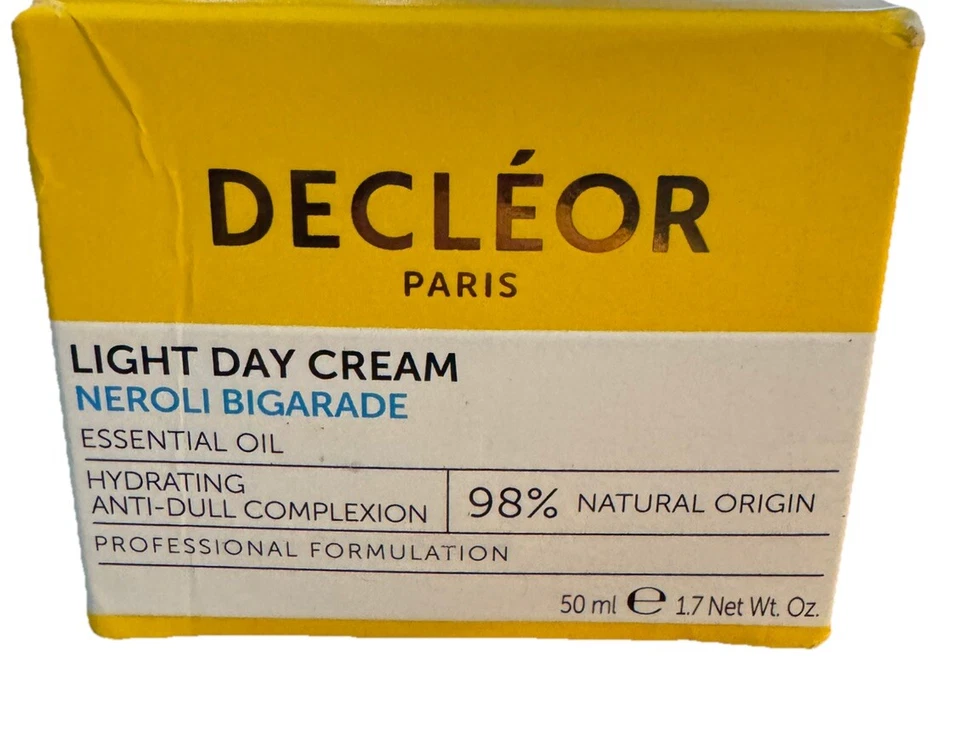 DECLÉOR
PARIS
LIGHT DAY CREAM
NEROLI BIGARADE
ESSENTIAL OIL
HYDRATING
ANTI-DULL COMPLEXION
98% NATURAL ORIGIN
PROFESSIONAL FORMULATION
50 ml ℮ 1.7 Net Wt. Oz.